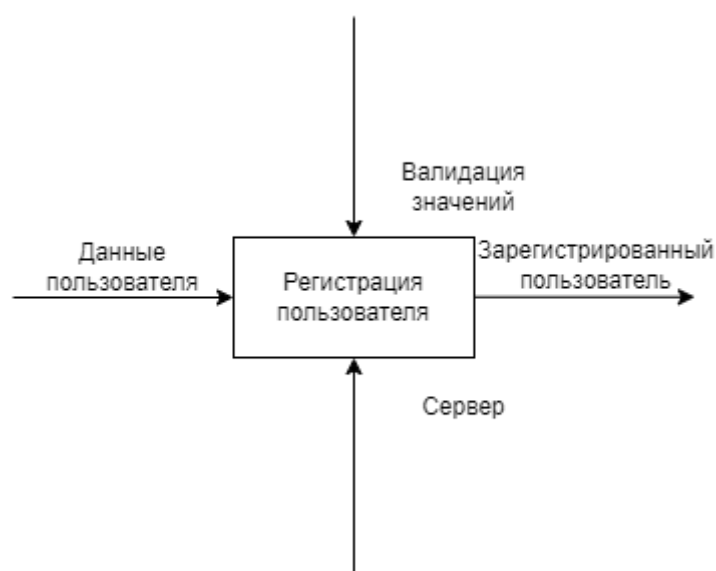 Валидация
значений
Данные
пользователя
Регистрация
пользователя
Зарегистрированный
пользователь
Сервер